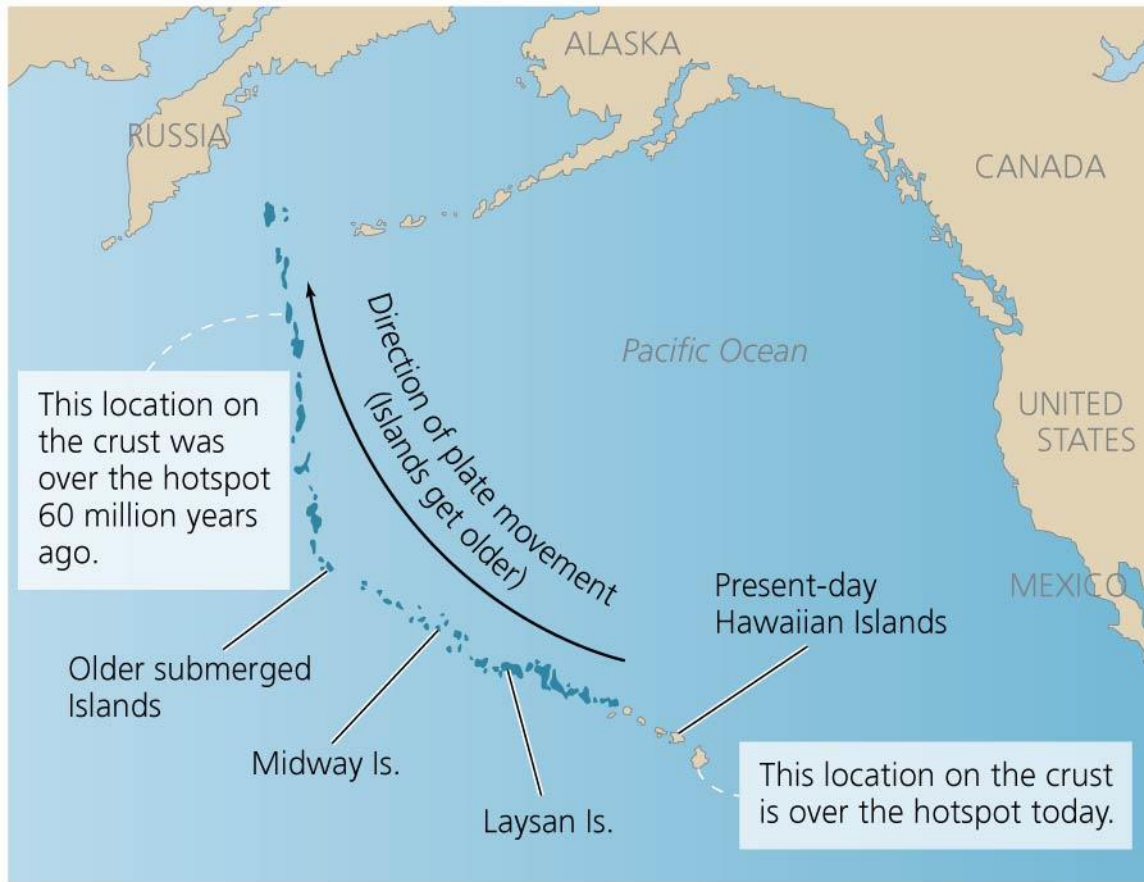 ALASKA
RUSSIA
CANADA
Direction of plate movement
(Islands get older)
Pacific Ocean
This location on
the crust was
over the hotspot
60 million years
ago.
UNITED
STATES
MEXICO
Present-day
Hawaiian Islands
Older submerged
Islands
Midway Is.
Laysan Is.
This location on the crust
is over the hotspot today.